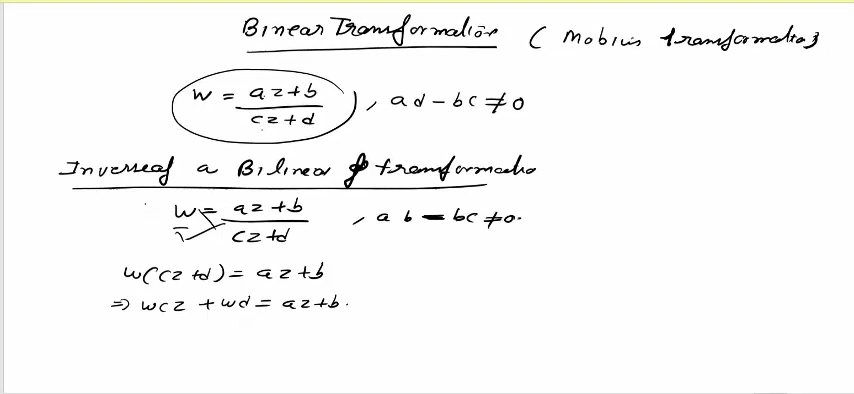 Binear Transformation ( Mobius transformation)
w = az+b / cz+d , ad-bc≠0
Inverse of a Bilinear transformatio
w = az+b / cz+d , ab-bc≠0.
w(cz+d)= az+b
⇒ wcz +wd= az+b.